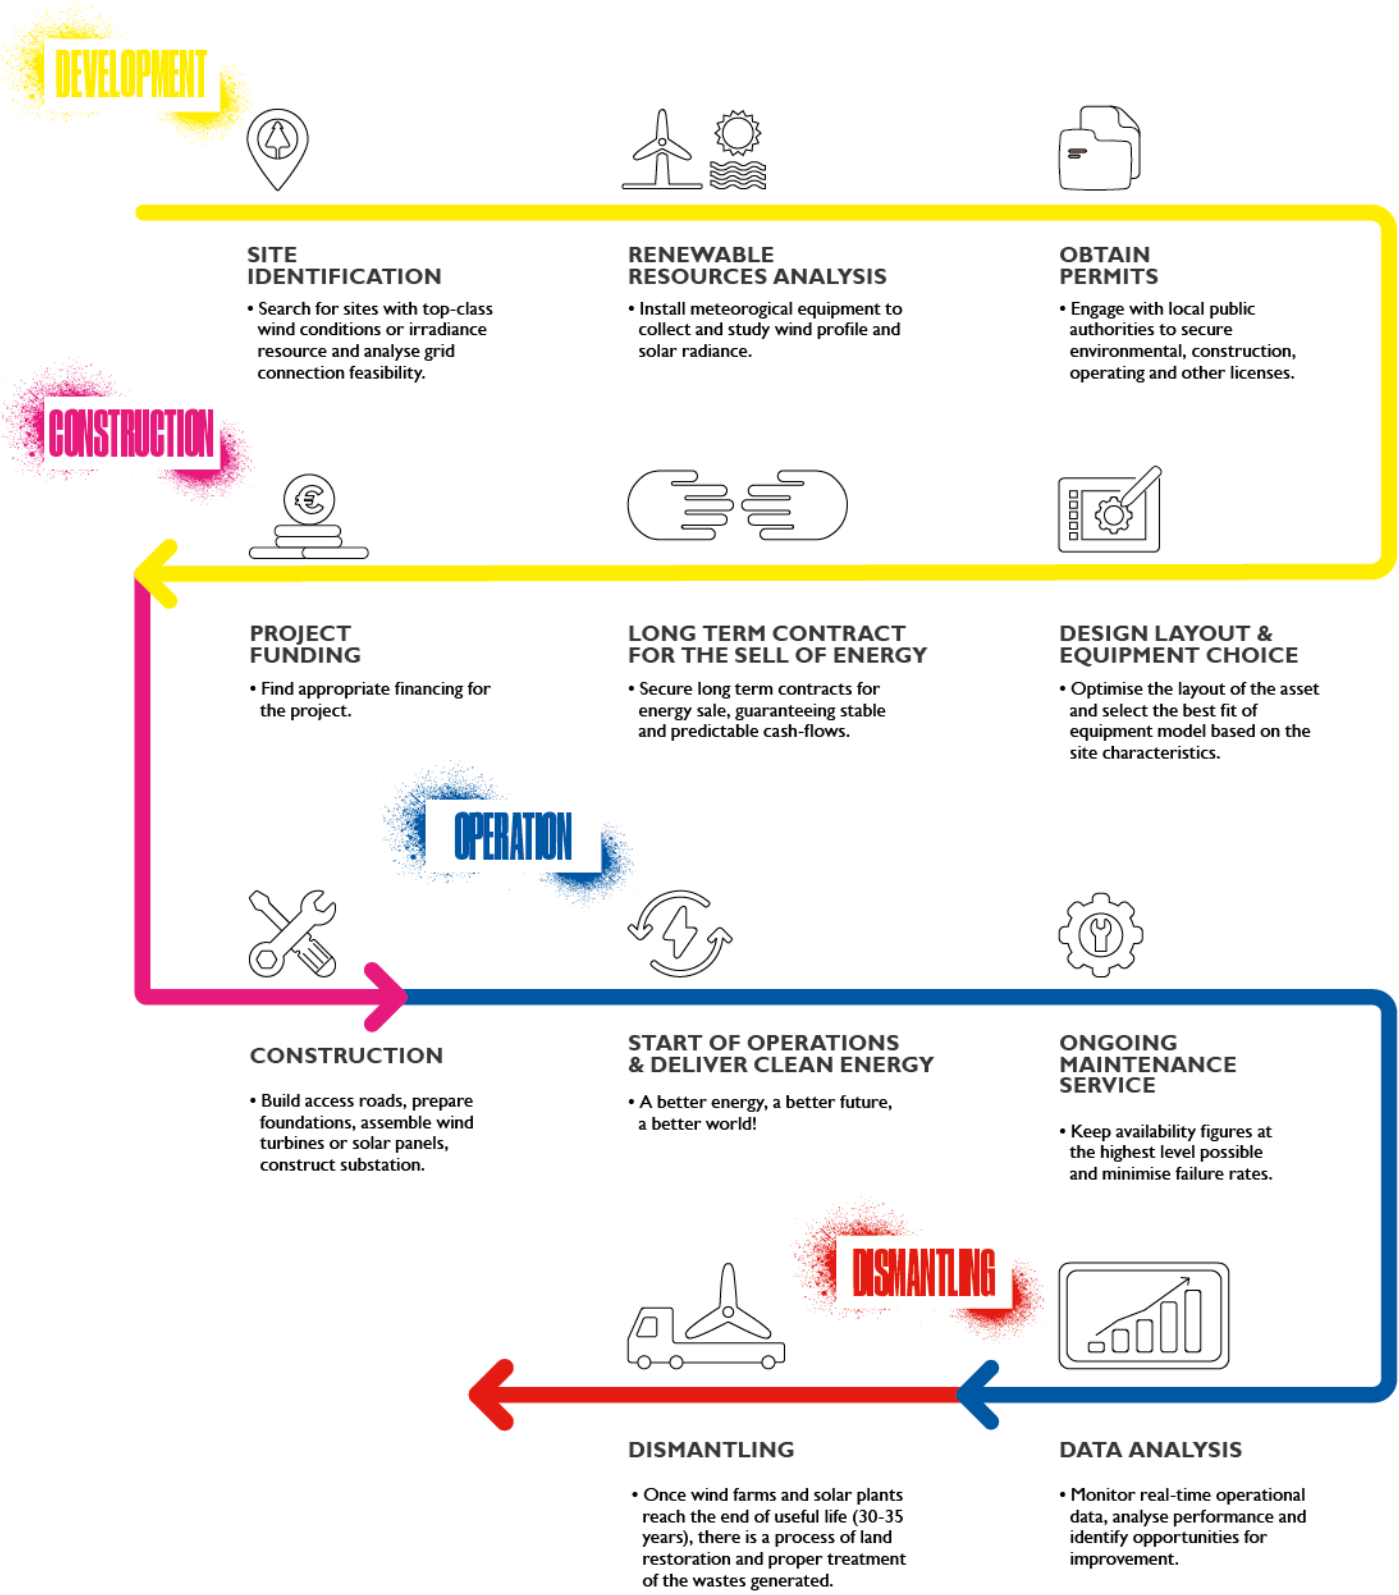 DEVELOPMENT
SITE
IDENTIFICATION
• Search for sites with top-class
wind conditions or irradiance
resource and analyse grid
connection feasibility.
RENEWABLE
RESOURCES ANALYSIS
• Install meteorogical equipment to
collect and study wind profile and
solar radiance.
OBTAIN
PERMITS
• Engage with local public
authorities to secure
environmental, construction,
operating and other licenses.
CONSTRUCTION
€
DESIGN LAYOUT &
EQUIPMENT CHOICE
• Optimise the layout of the asset
and select the best fit of
equipment model based on the
site characteristics.
LONG TERM CONTRACT
FOR THE SELL OF ENERGY
• Secure long term contracts for
energy sale, guaranteeing stable
and predictable cash-flows.
PROJECT
FUNDING
• Find appropriate financing for
the project.
OPERATION
CONSTRUCTION
• Build access roads, prepare
foundations, assemble wind
turbines or solar panels,
construct substation.
START OF OPERATIONS
& DELIVER CLEAN ENERGY
• A better energy, a better future,
a better world!
ONGOING
MAINTENANCE
SERVICE
• Keep availability figures at
the highest level possible
and minimise failure rates.
DISMANTLING
DATA ANALYSIS
• Monitor real-time operational
data, analyse performance and
identify opportunities for
improvement.
DISMANTLING
• Once wind farms and solar plants
reach the end of useful life (30-35
years), there is a process of land
restoration and proper treatment
of the wastes generated.